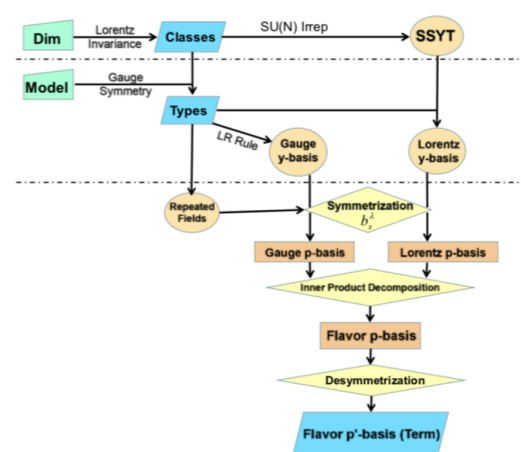 Dim
Lorentz
Invariance
Classes
SU(N) Irrep
SSYT
Model
Gauge
Symmetry
Types
LR Rule
Gauge
y-basis
Lorentz
y-basis
Repeated
Fields
Symmetrization
b_s^λ
Gauge p-basis
Lorentz p-basis
Inner Product Decomposition
Flavor p-basis
Desymmetrization
Flavor p'-basis (Term)